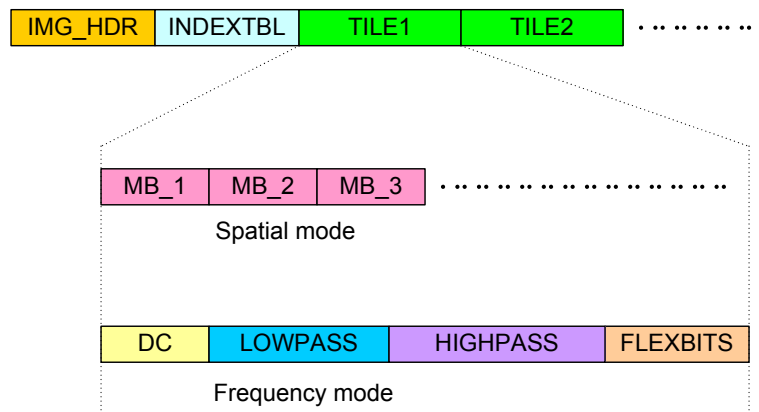 IMG_HDR INDEXTBL TILE1 TILE2
MB_1 MB_2 MB_3
Spatial mode
DC LOWPASS HIGHPASS FLEXBITS
Frequency mode